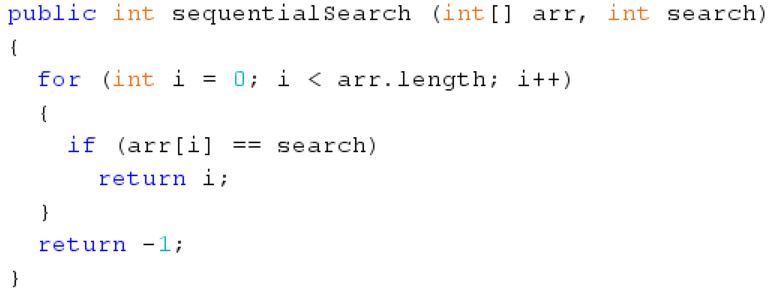 public int sequentialSearch (int[] arr, int search)
{
for (int i = 0; i < arr.length; i++)
{
if (arr[i] == search)
return i;
}
return -1;
}